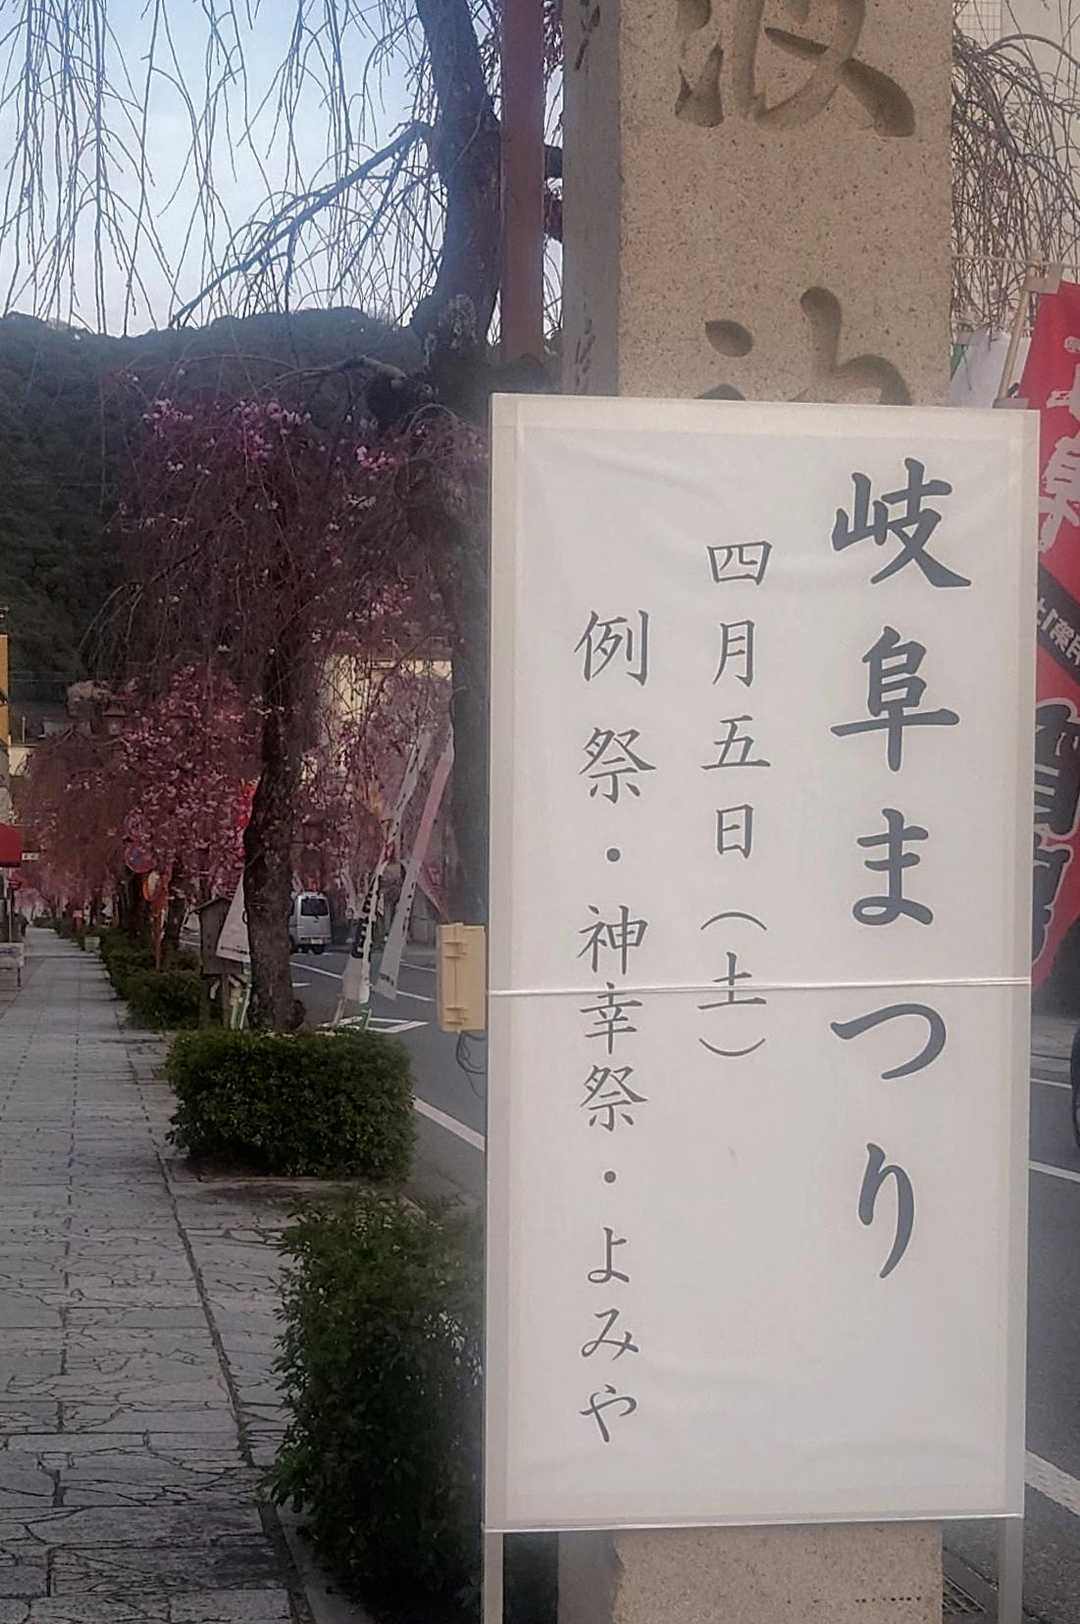 岐阜まつり
四月五日（土）
例祭・神幸祭・よみや